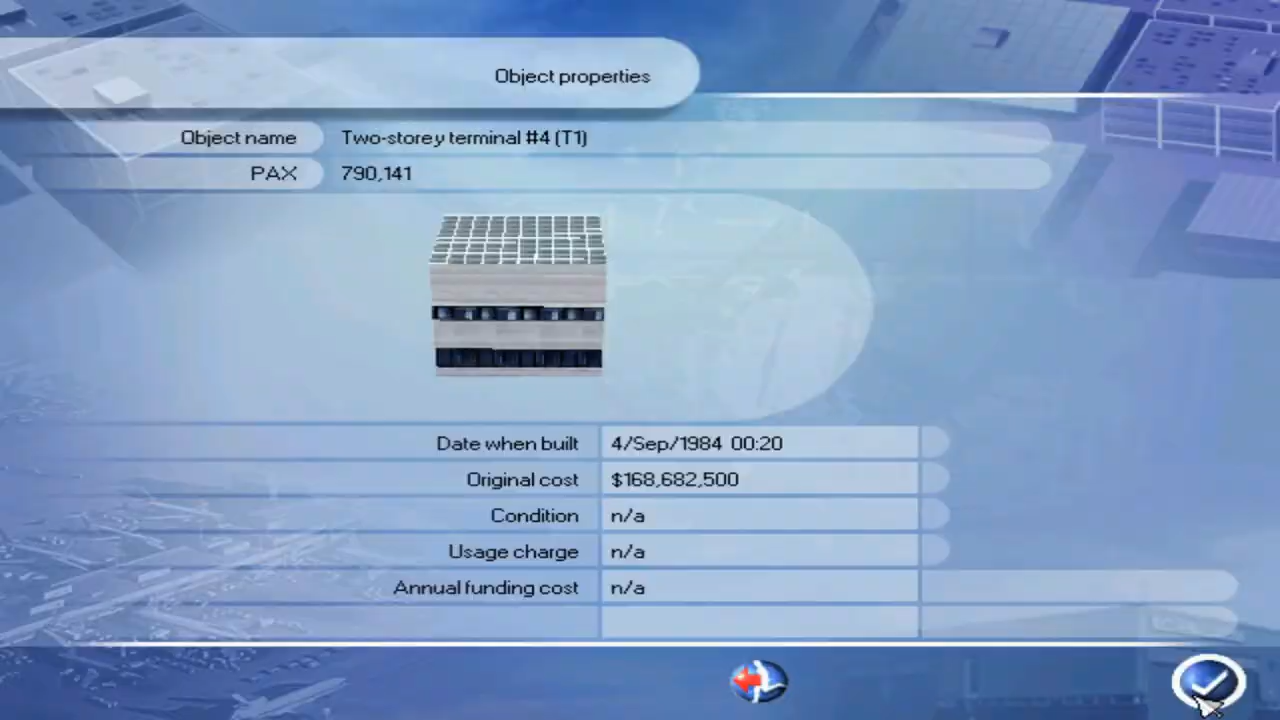 Object properties
Object name Two-storey terminal #4 (T1)
PAX 790,141
Date when built 4/Sep/1984 00:20
Original cost $168,682,500
Condition n/a
Usage charge n/a
Annual funding cost n/a